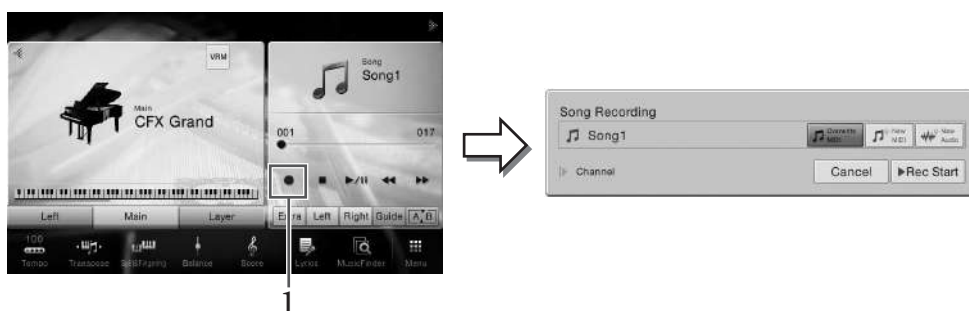 VRM
Main
CFX Grand
Song
Song1
001
017
Left
Main
Layer
Extra
Left
Right
Guide
A B
100
Tempo
Transpose
Split&Fingering
Balance
Score
Lyrics
MusicFinder
Menu
1
Song Recording
Song1
Overwrite
MIDI
New
MIDI
New
Audio
Channel
Cancel
Rec Start